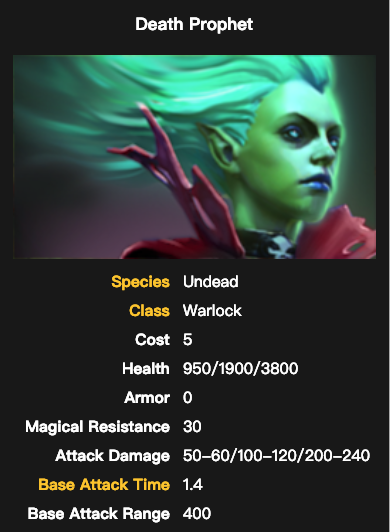 Death Prophet
Species Undead
Class Warlock
Cost 5
Health 950/1900/3800
Armor 0
Magical Resistance 30
Attack Damage 50-60/100-120/200-240
Base Attack Time 1.4
Base Attack Range 400